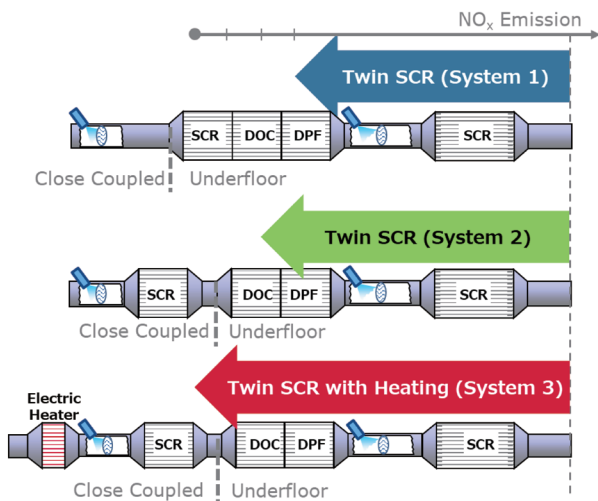 NOx Emission
Twin SCR (System 1)
SCR DOC DPF SCR
Close Coupled Underfloor
Twin SCR (System 2)
SCR DOC DPF SCR
Close Coupled Underfloor
Twin SCR with Heating (System 3)
Electric
Heater
SCR DOC DPF SCR
Close Coupled Underfloor